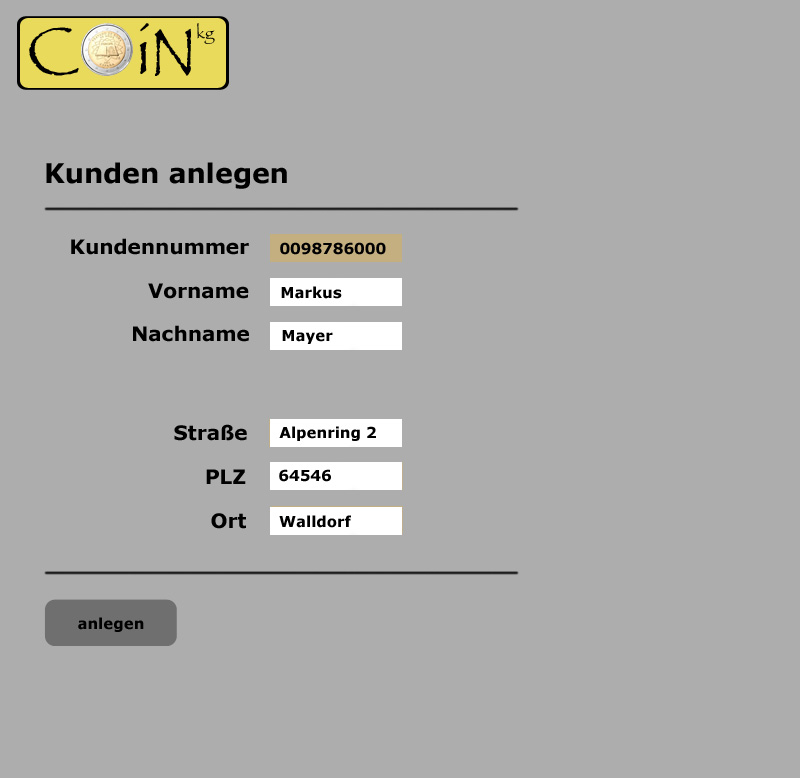 COiN kg
Kunden anlegen
Kundennummer 0098786000
Vorname Markus
Nachname Mayer
Straße Alpenring 2
PLZ 64546
Ort Walldorf
anlegen